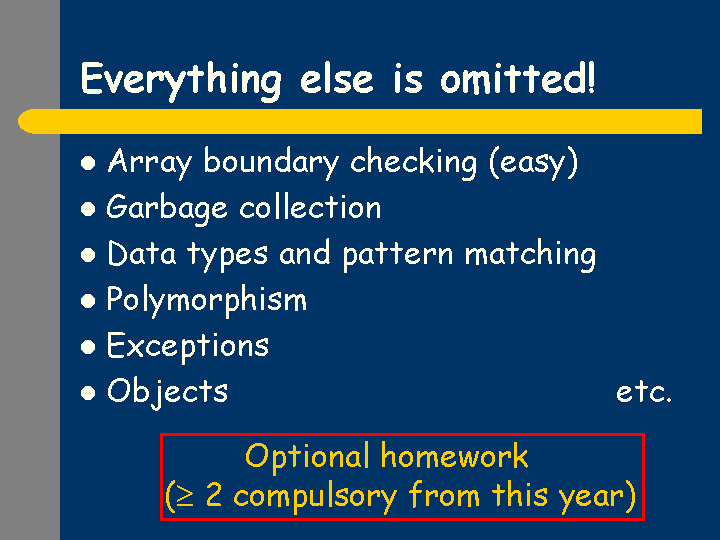 Everything else is omitted!
● Array boundary checking (easy)
● Garbage collection
● Data types and pattern matching
● Polymorphism
● Exceptions
● Objects etc.
Optional homework
(≥ 2 compulsory from this year)